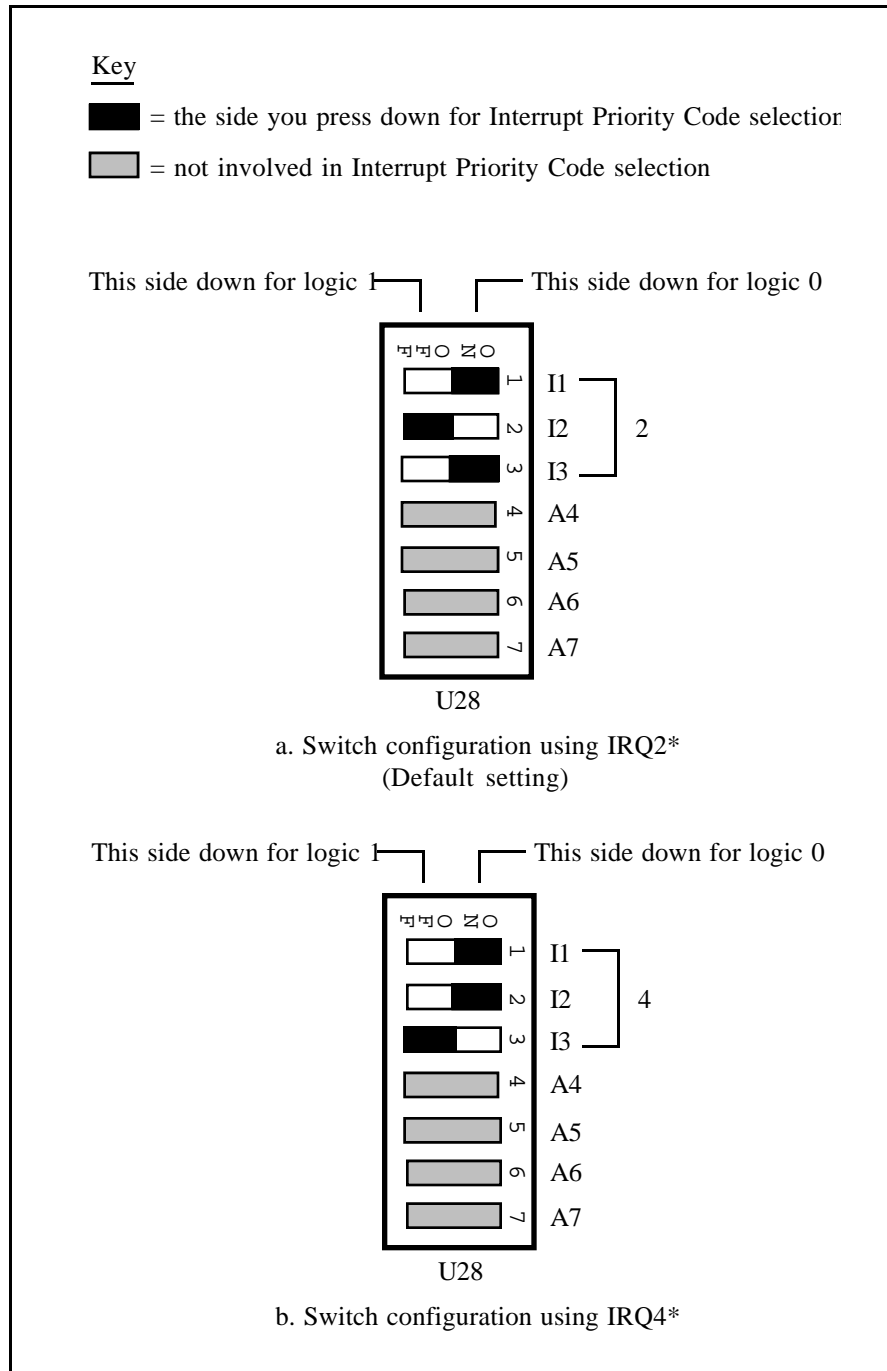 Key
= the side you press down for Interrupt Priority Code selection
= not involved in Interrupt Priority Code selection
This side down for logic 1
This side down for logic 0
OFF ON
1 I1
2 I2
3 I3
2
4 A4
5 A5
6 A6
7 A7
U28
a. Switch configuration using IRQ2*
(Default setting)
This side down for logic 1
This side down for logic 0
OFF ON
1 I1
2 I2
3 I3
4
4 A4
5 A5
6 A6
7 A7
U28
b. Switch configuration using IRQ4*